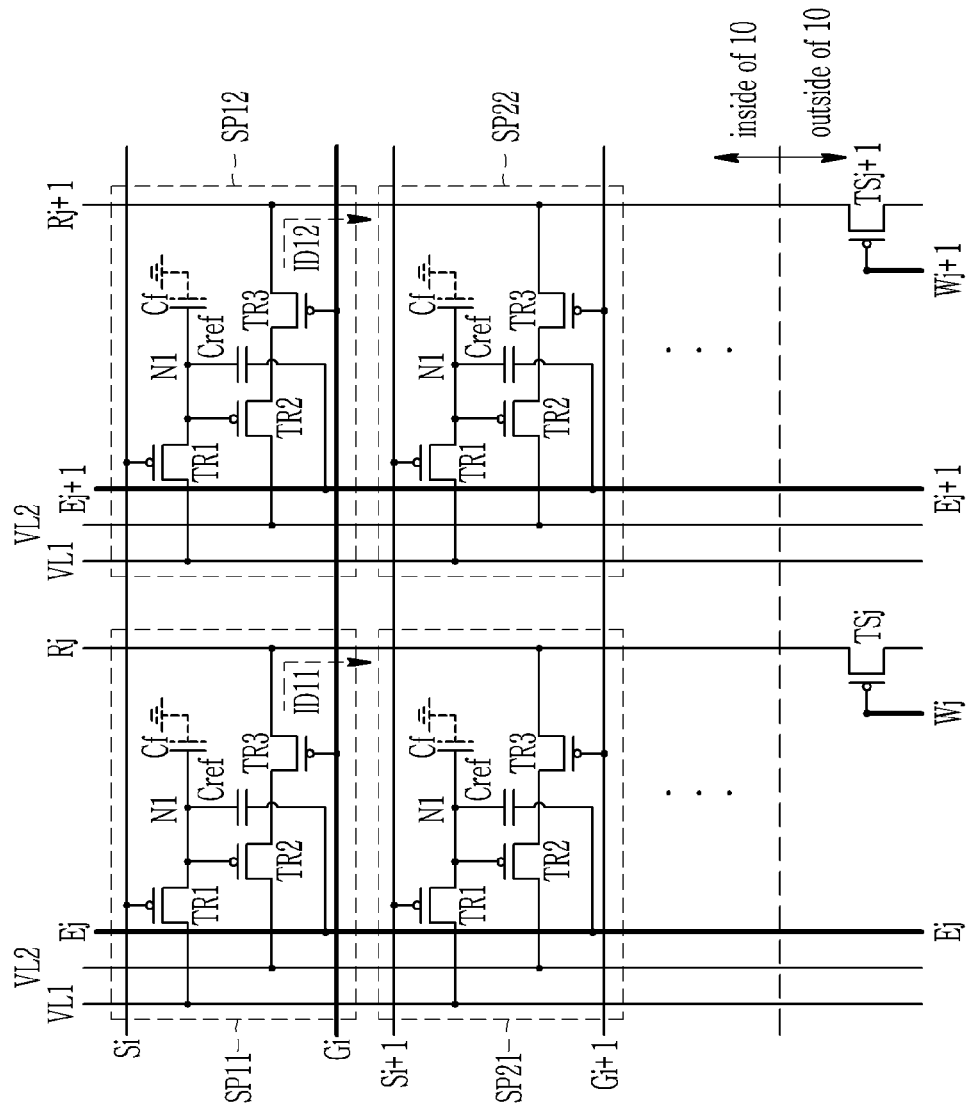 SP12
SP22
inside of 10
outside of 10
VL1
VL2
Ej
Rj
VL1
VL2
Ej+1
Rj+1
Si
Cf
N1
Cref
TR1
TR2
TR3
ID11
Cf
N1
Cref
TR1
TR2
TR3
ID12
Gi
SP11
Si+1
Cf
N1
Cref
TR1
TR2
TR3
Cf
N1
Cref
TR1
TR2
TR3
SP21
Gi+1
. . .
. . .
TSj
TSj+1
Ej
Wj
Ej+1
Wj+1